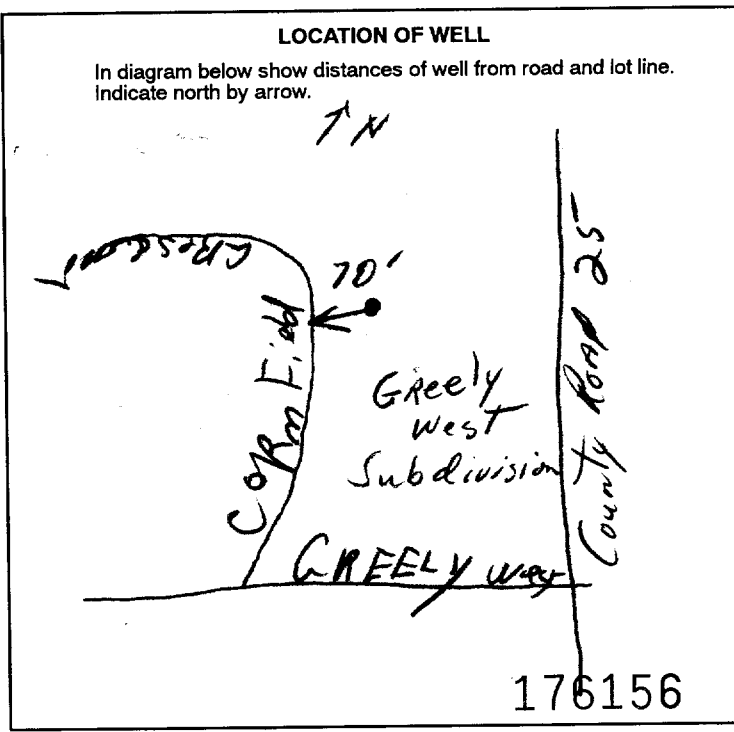 LOCATION OF WELL
In diagram below show distances of well from road and lot line.
Indicate north by arrow.
N
CRESCENT
70'
CORN Field
Greely
West
Subdivision
County ROAD 25
GREELY West
176156